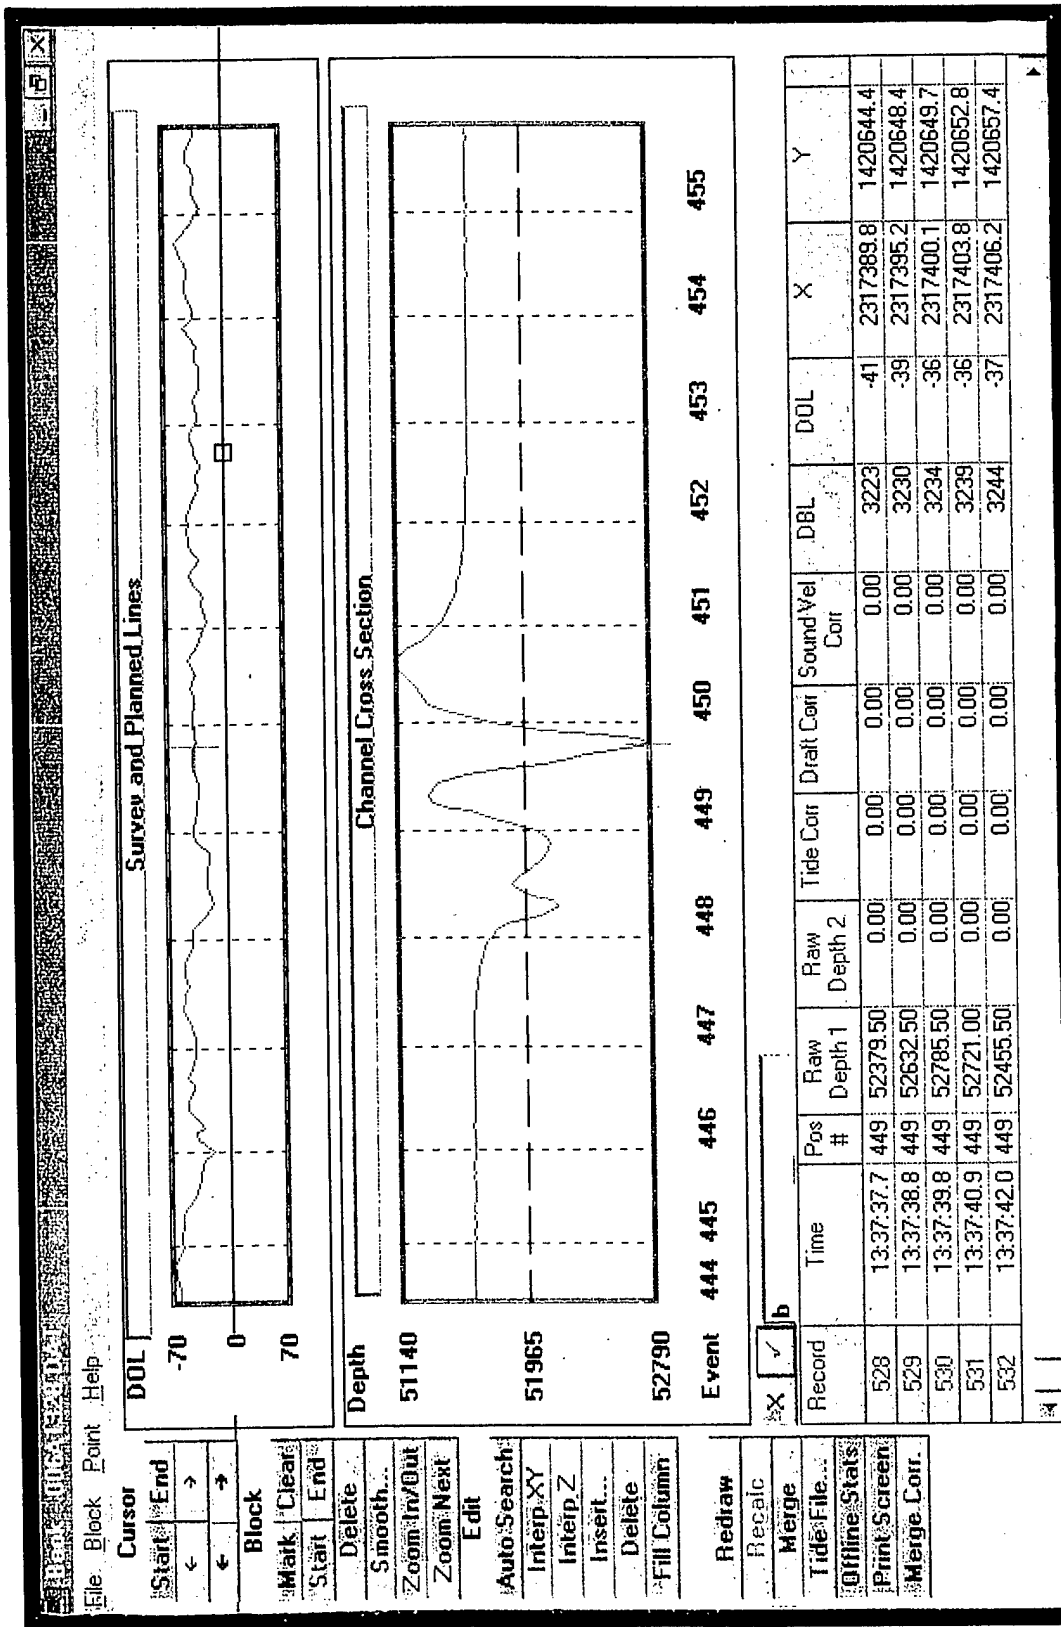 File Block Point Help
Cursor
Start End
← →
← →
Block
Mark Clear
Start End
Delete
Smooth...
Zoom In/Out
Zoom Next
Edit
Auto Search
Interp XY
Interp Z
Insert...
Delete
Fill Column
Redraw
Recalc
Merge
Tide File...
Offline Stats
Print Screen
Merge Corr.
DOL Survey and Planned Lines
-70
0
70
Depth Channel Cross Section
51140
51965
52790
Event 444 445 446 447 448 449 450 451 452 453 454 455
X ✓ b
Record Time Pos # Raw Depth 1 Raw Depth 2 Tide Corr Draft Corr Sound Vel Corr DBL DOL X Y
528 13:37:37.7 449 52379.50 0.00 0.00 0.00 0.00 3223 -41 2317389.8 1420644.4
529 13:37:38.8 449 52632.50 0.00 0.00 0.00 0.00 3230 -39 2317395.2 1420648.4
530 13:37:39.8 449 52785.50 0.00 0.00 0.00 0.00 3234 -36 2317400.1 1420649.7
531 13:37:40.9 449 52721.00 0.00 0.00 0.00 0.00 3239 -36 2317403.8 1420652.8
532 13:37:42.0 449 52455.50 0.00 0.00 0.00 0.00 3244 -37 2317406.2 1420657.4